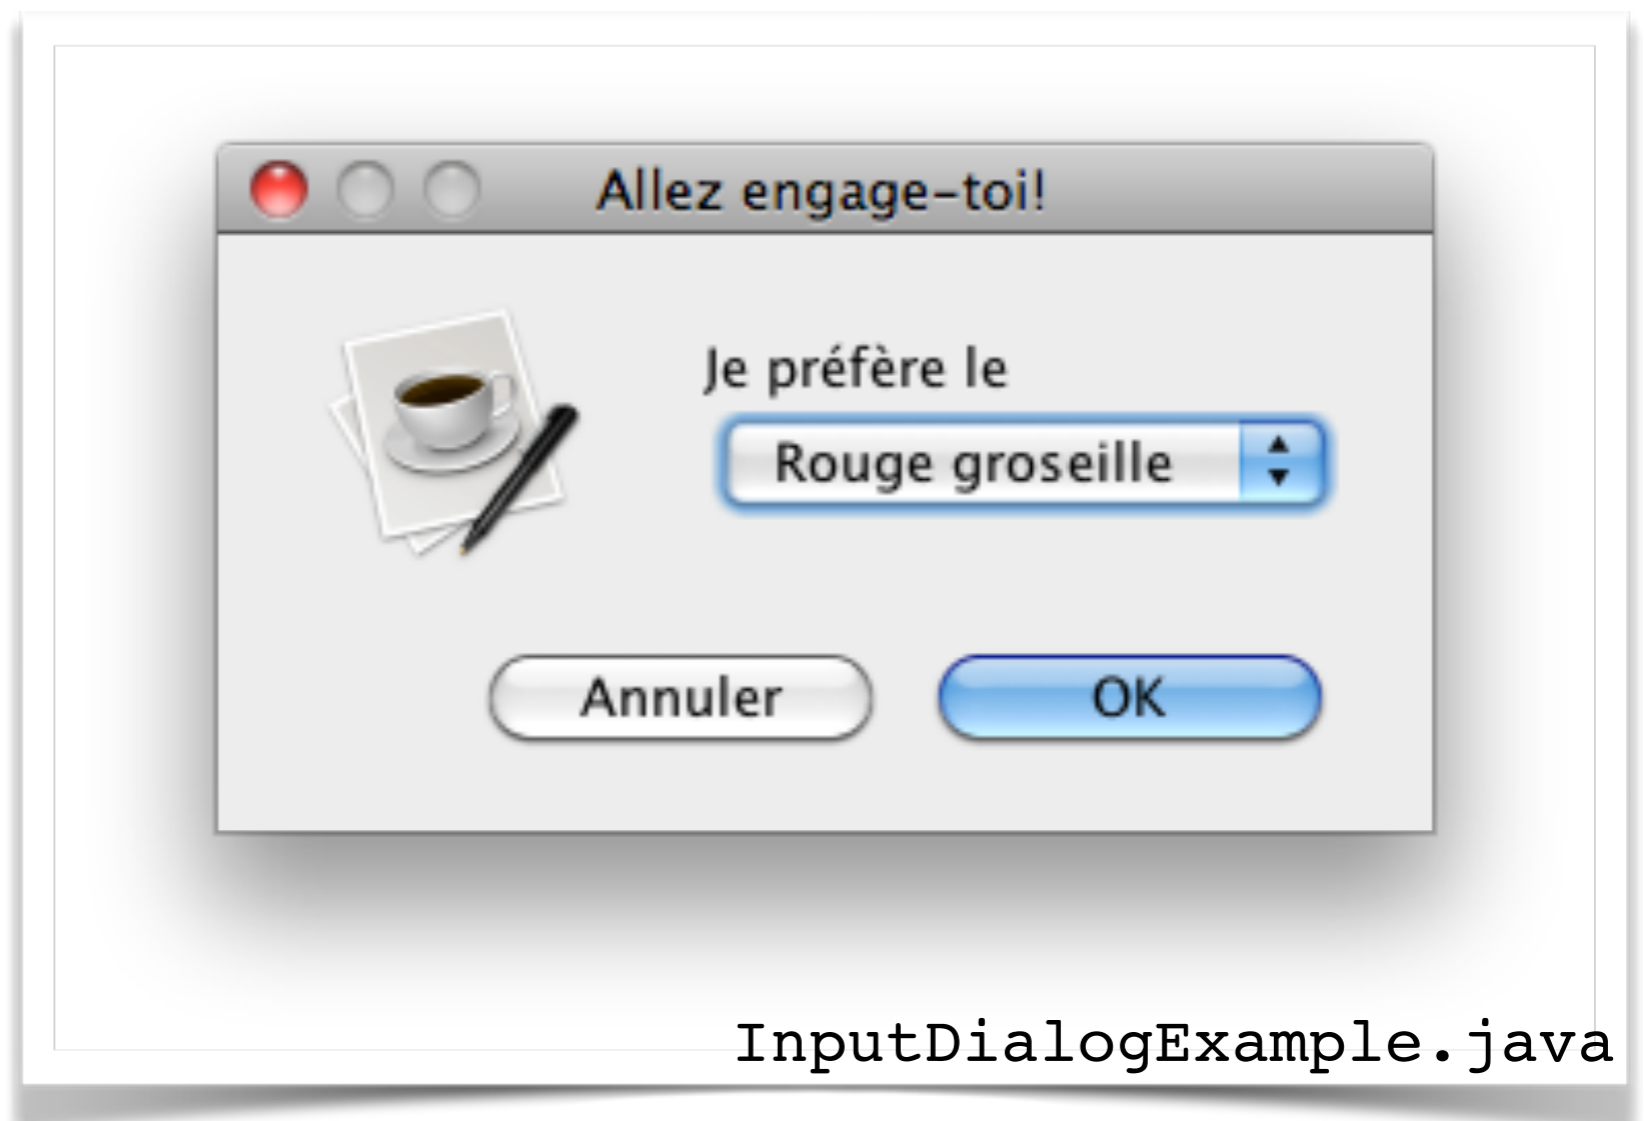 Allez engage-toi!
Je préfère le
Rouge groseille
Annuler
OK
InputDialogExample.java